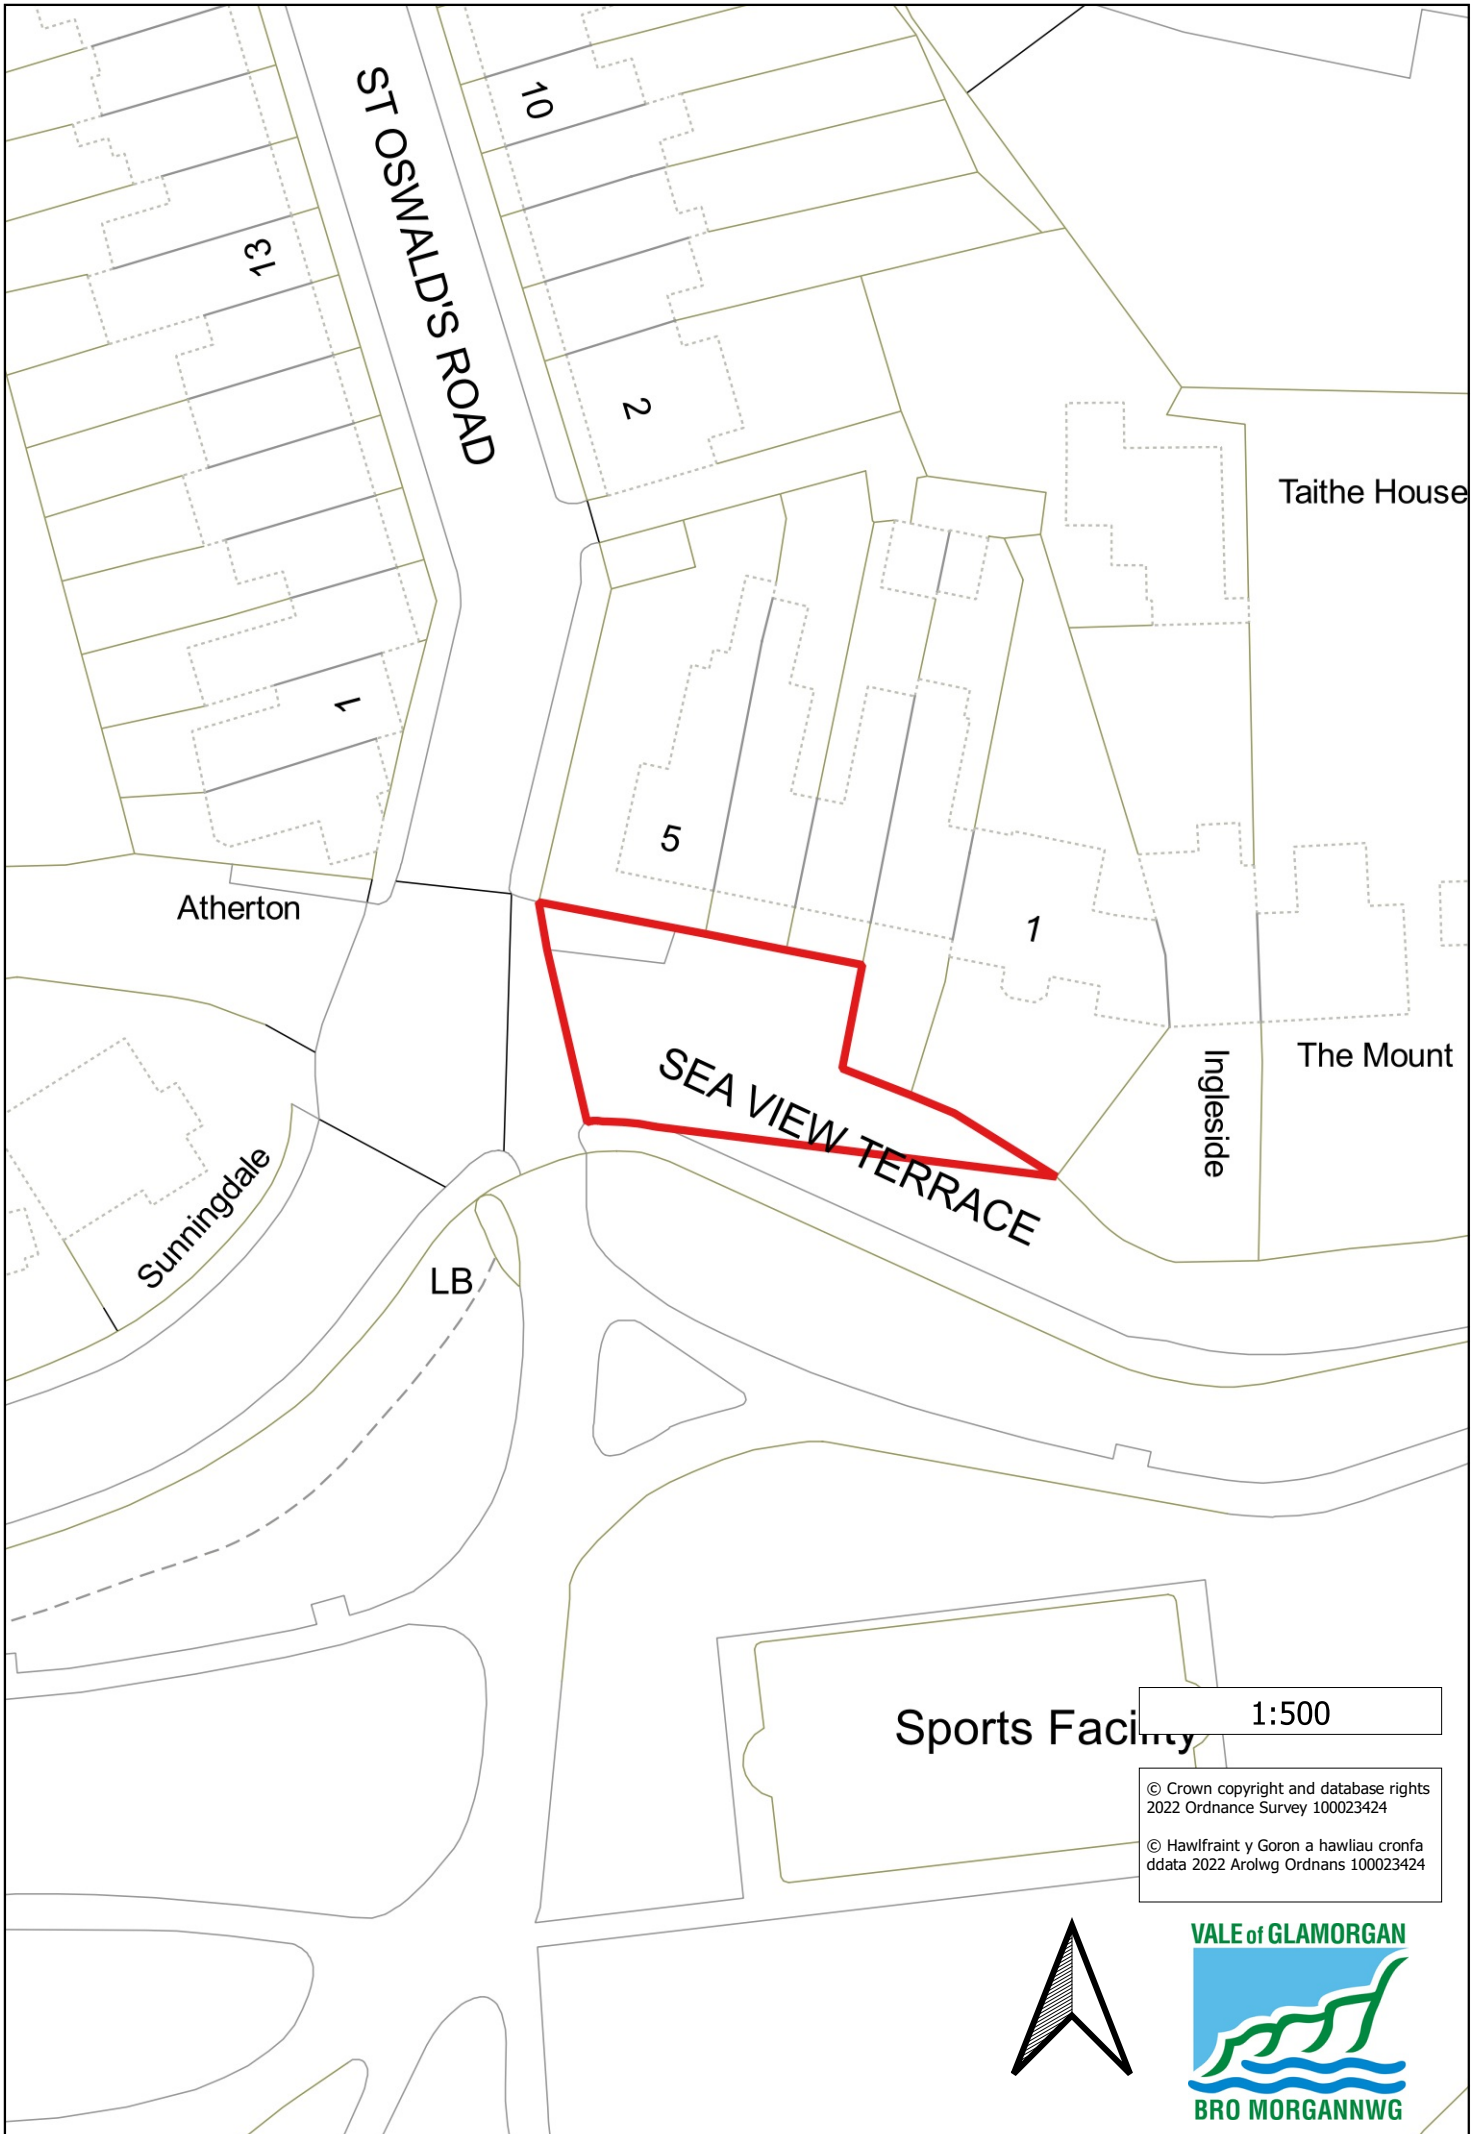 ST OSWALD'S ROAD
10
13
2
Taithe House
1
5
Atherton
1
SEA VIEW TERRACE
Ingleside
The Mount
Sunningdale
LB
Sports Facility
1:500
© Crown copyright and database rights
2022 Ordnance Survey 100023424
© Hawlfraint y Goron a hawliau cronfa
ddata 2022 Arolwg Ordnans 100023424
VALE of GLAMORGAN
BRO MORGANNWG